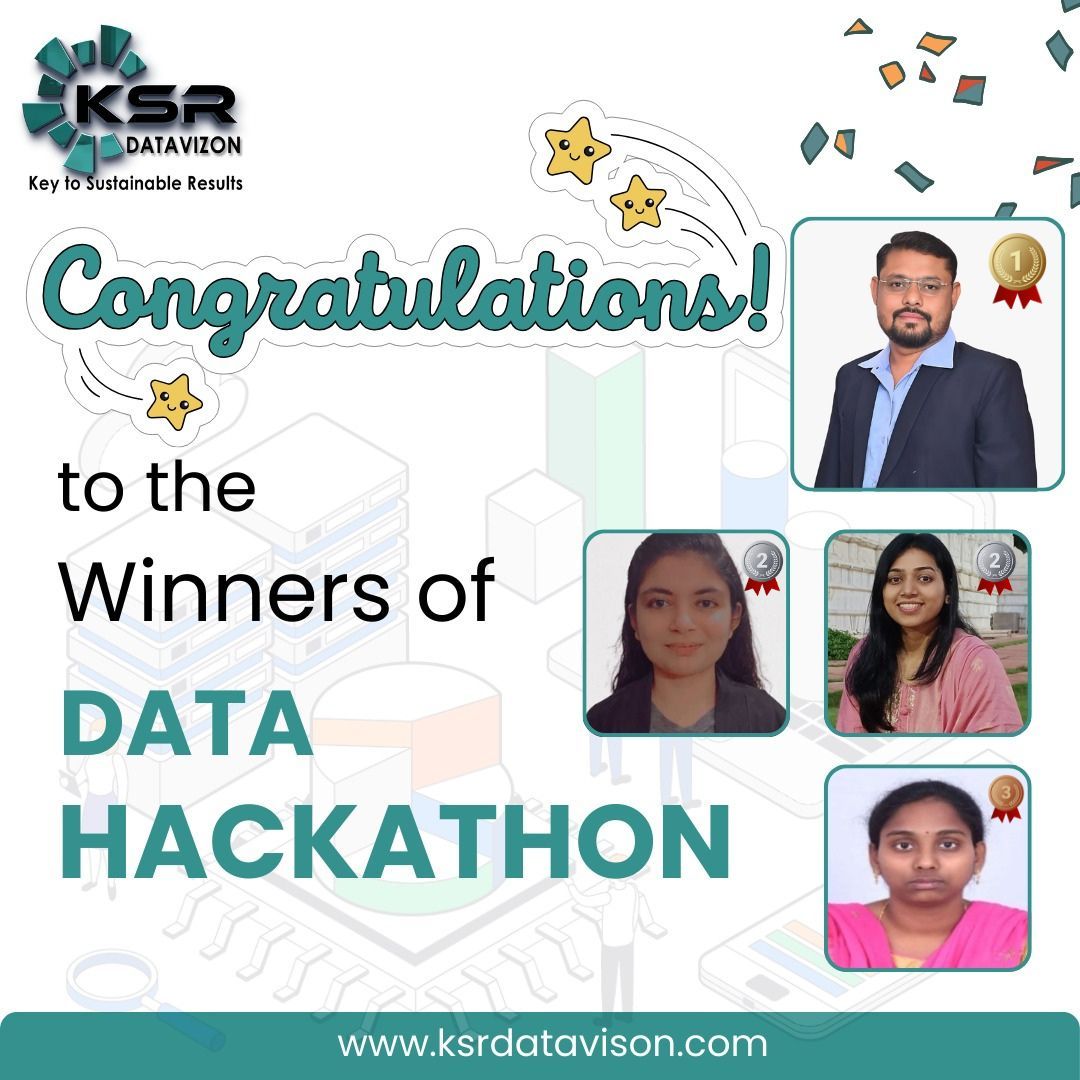 KSR
DATAVIZON
Key to Sustainable Results
Congratulations!
1
to the
Winners of
2
2
DATA
HACKATHON
3
www.ksrdatavison.com